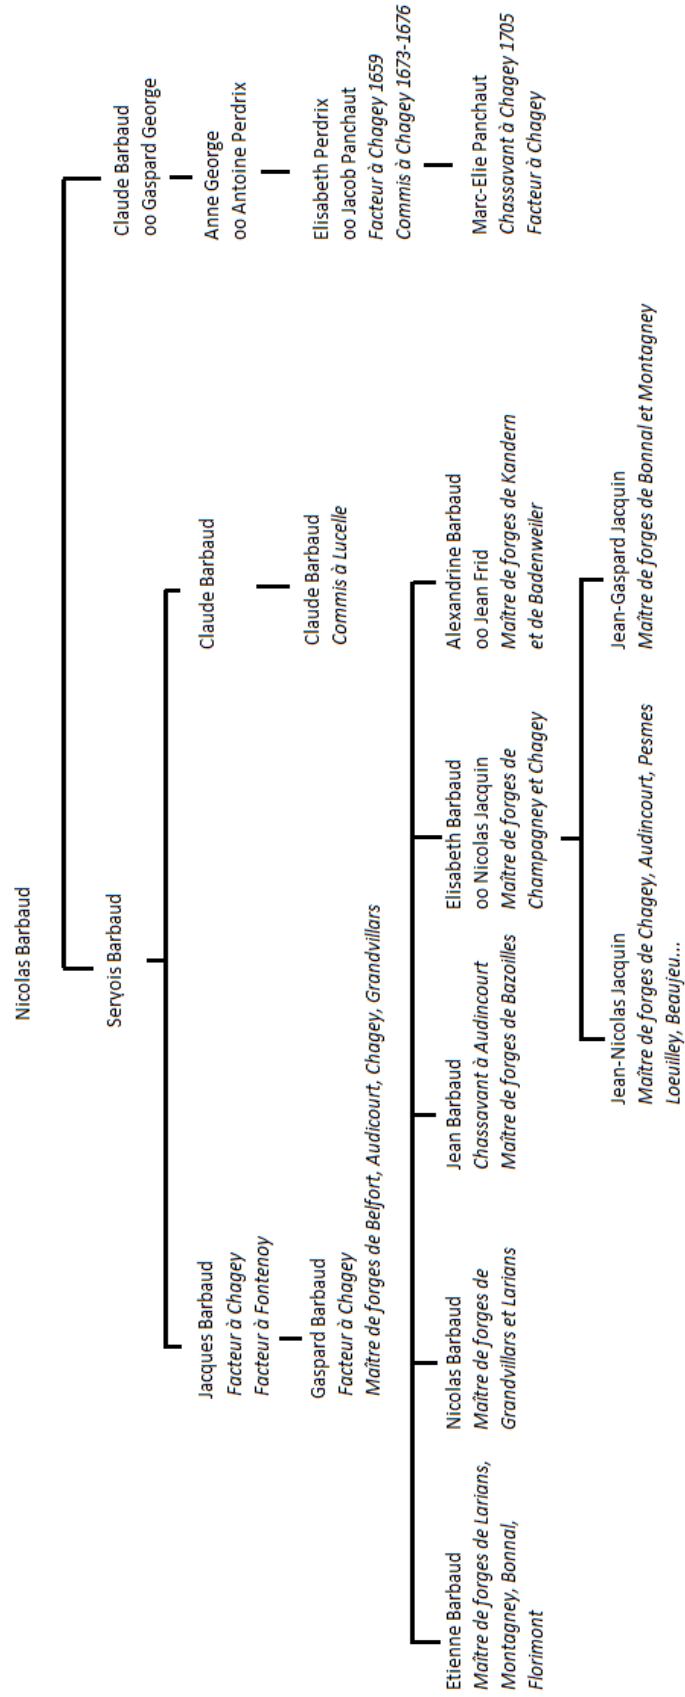 Nicolas Barbaud
Servois Barbaud
Claude Barbaud
oo Gaspard George
Jacques Barbaud
Facteur à Chagey
Facteur à Fontenoy
Claude Barbaud
Anne George
oo Antoine Perdrix
Gaspard Barbaud
Facteur à Chagey
Maître de forges de Belfort, Audicourt, Chagey, Grandvillars
Claude Barbaud
Commis à Lucelle
Elisabeth Perdrix
oo Jacob Panchaut
Facteur à Chagey 1659
Commis à Chagey 1673-1676
Etienne Barbaud
Maître de forges de Larians,
Montagney, Bonnal,
Florimont
Nicolas Barbaud
Maître de forges de
Grandvillars et Larians
Jean Barbaud
Chassavant à Audincourt
Maître de forges de Bazoilles
Elisabeth Barbaud
oo Nicolas Jacquin
Maître de forges de
Champagney et Chagey
Alexandrine Barbaud
oo Jean Frid
Maître de forges de Kandern
et de Badenweiler
Marc-Elie Panchaut
Chassavant à Chagey 1705
Facteur à Chagey
Jean-Nicolas Jacquin
Maître de forges de Chagey, Audincourt, Pesmes
Loeuilley, Beaujeu...
Jean-Gaspard Jacquin
Maître de forges de Bonnal et Montagney